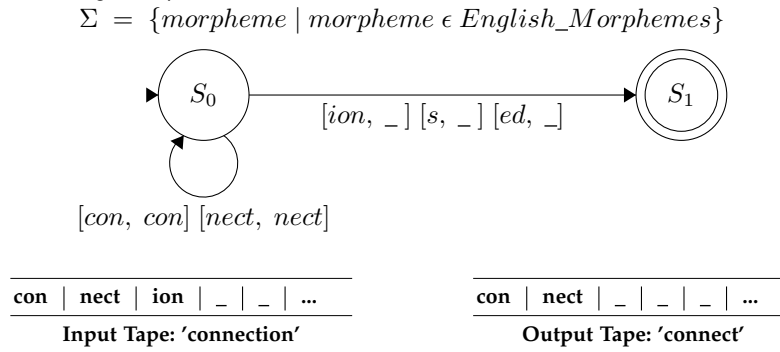 Σ = {morpheme | morpheme ϵ English_Morphemes}
S₀
S₁
[ion, _ ] [s, _ ] [ed, _]
[con, con] [nect, nect]
con | nect | ion | _ | _ | ...
Input Tape: 'connection'
con | nect | _ | _ | _ | ...
Output Tape: 'connect'